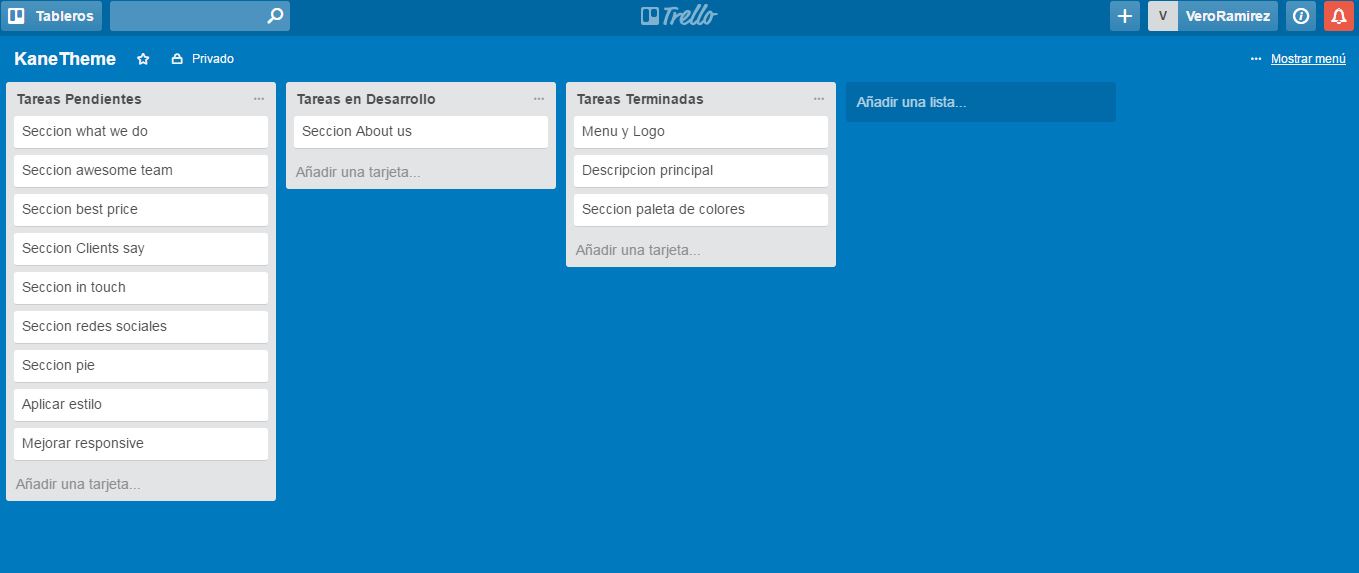 Tableros
Trello
V VeroRamirez
KaneTheme Privado
... Mostrar menú
Tareas Pendientes
Seccion what we do
Seccion awesome team
Seccion best price
Seccion Clients say
Seccion in touch
Seccion redes sociales
Seccion pie
Aplicar estilo
Mejorar responsive
Añadir una tarjeta...
Tareas en Desarrollo
Seccion About us
Añadir una tarjeta...
Tareas Terminadas
Menu y Logo
Descripcion principal
Seccion paleta de colores
Añadir una tarjeta...
Añadir una lista...